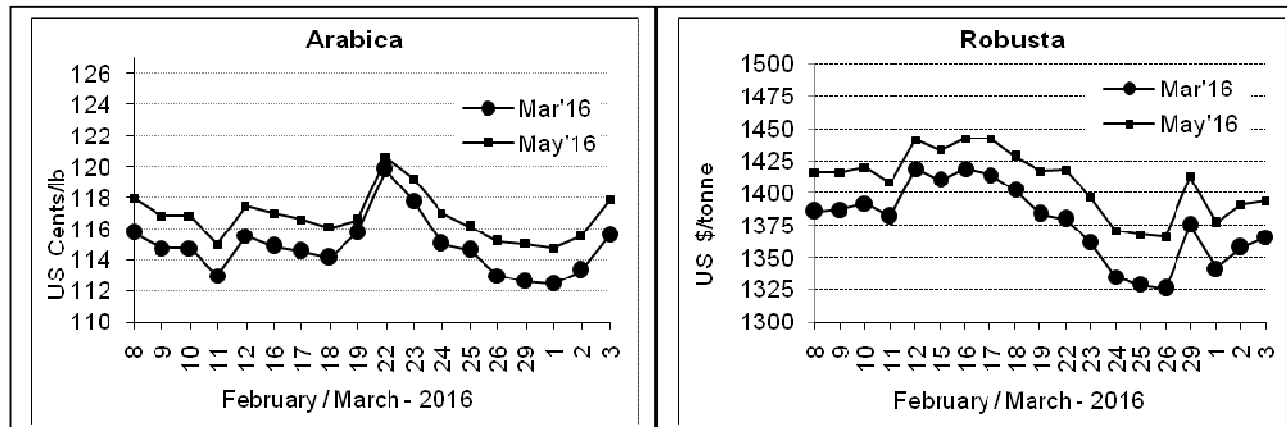 Arabica
126
124
122
120
118
116
114
112
110
US Cents/lb
Mar'16
May'16
8 9 10 11 12 16 17 18 19 22 23 24 25 26 29 1 2 3
February / March - 2016
Robusta
1500
1475
1450
1425
1400
1375
1350
1325
1300
US $/tonne
Mar'16
May'16
8 9 10 11 12 15 16 17 18 19 22 23 24 25 26 29 1 2 3
February / March - 2016